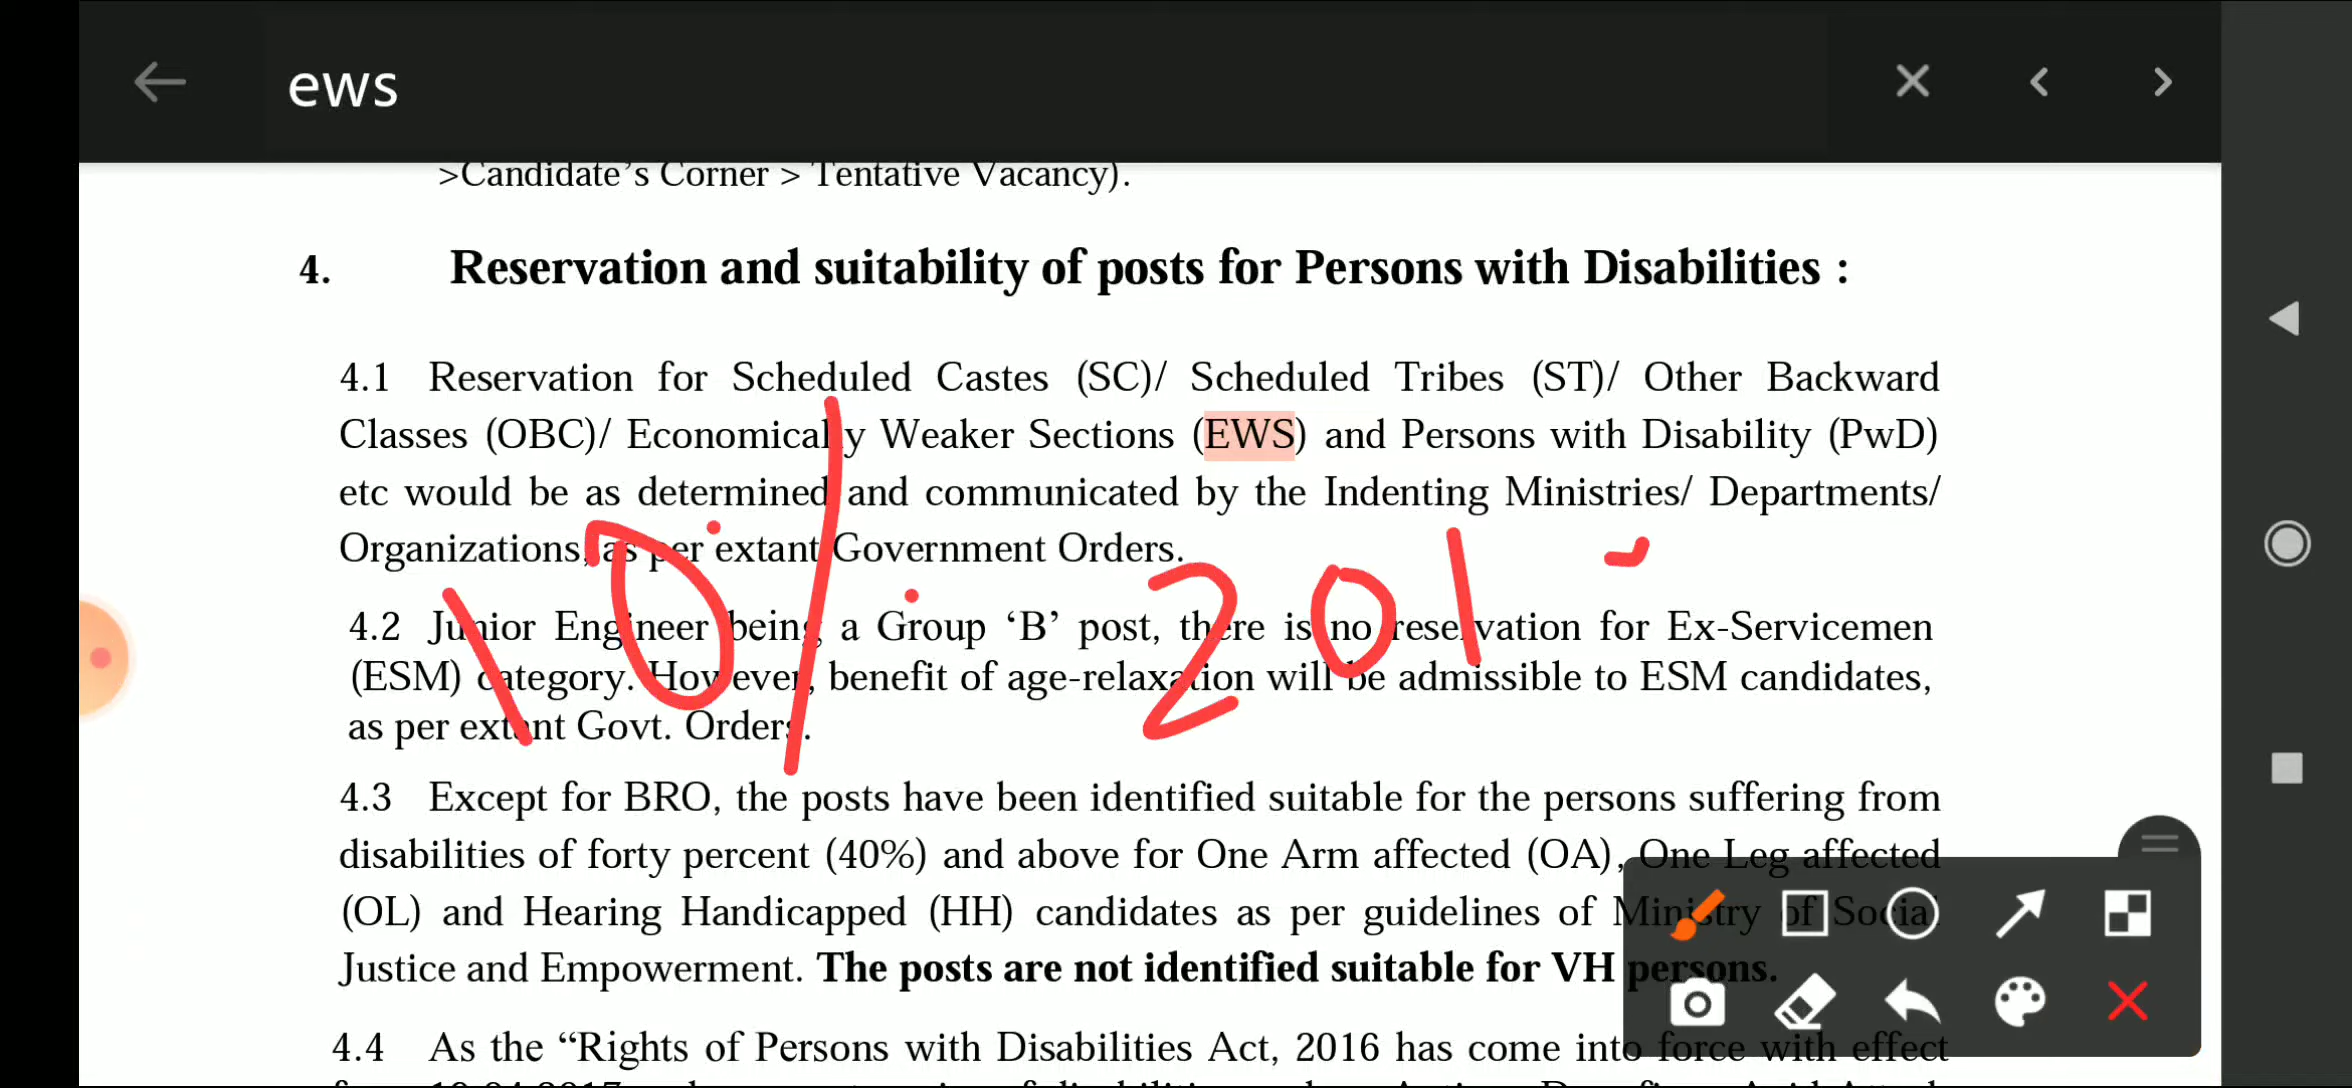 ews
>Candidate's Corner > Tentative Vacancy).
4. Reservation and suitability of posts for Persons with Disabilities :
4.1 Reservation for Scheduled Castes (SC)/ Scheduled Tribes (ST)/ Other Backward
Classes (OBC)/ Economically Weaker Sections (EWS) and Persons with Disability (PwD)
etc would be as determined and communicated by the Indenting Ministries/ Departments/
Organizations, as per extant Government Orders.
10% 201
4.2 Junior Engineer being a Group ‘B’ post, there is no reservation for Ex-Servicemen
(ESM) category. However, benefit of age-relaxation will be admissible to ESM candidates,
as per extant Govt. Orders.
4.3 Except for BRO, the posts have been identified suitable for the persons suffering from
disabilities of forty percent (40%) and above for One Arm affected (OA), One Leg affected
(OL) and Hearing Handicapped (HH) candidates as per guidelines of Ministry of Social
Justice and Empowerment. The posts are not identified suitable for VH persons.
4.4 As the “Rights of Persons with Disabilities Act, 2016 has come into force with effect